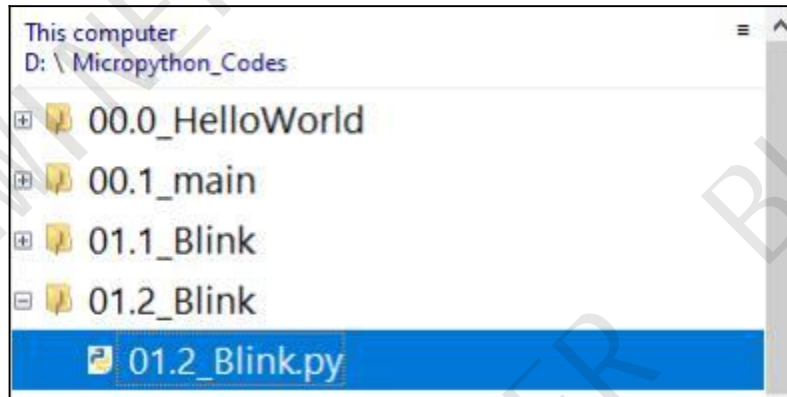 This computer
D: \ Micropython_Codes
00.0_HelloWorld
00.1_main
01.1_Blink
01.2_Blink
01.2_Blink.py